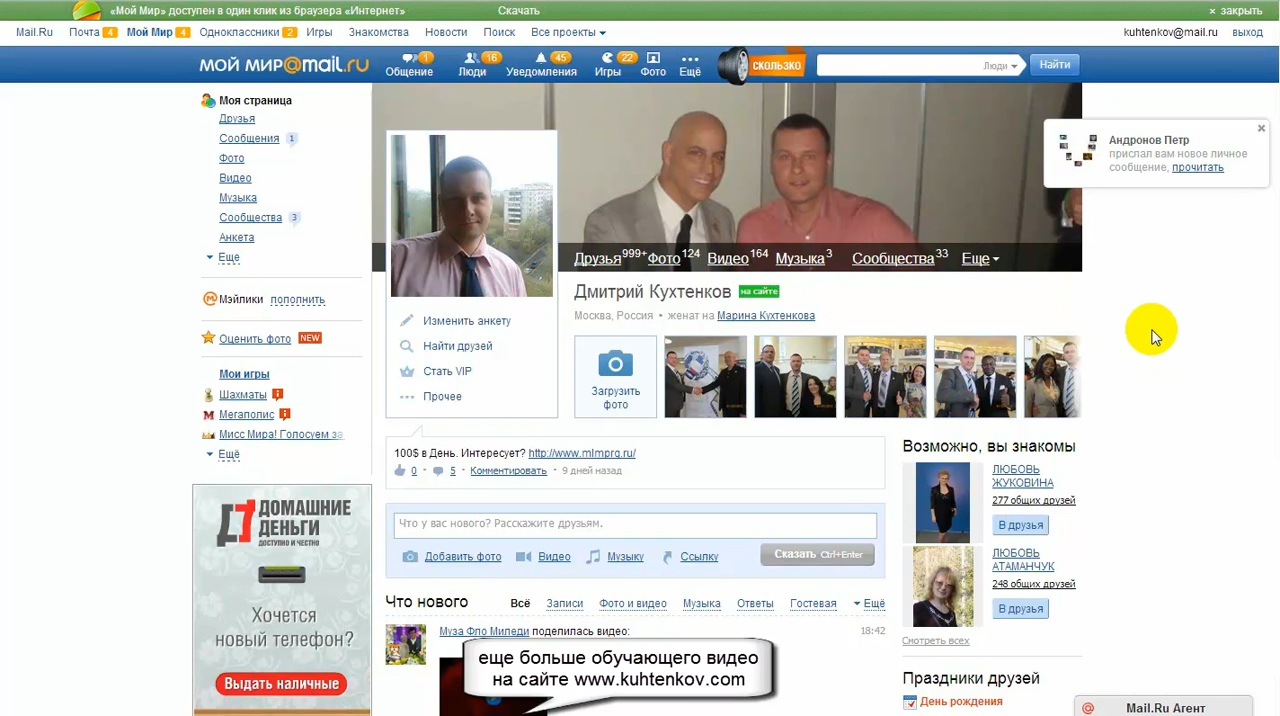 «Мой Мир» доступен в один клик из браузера «Интернет» Скачать × закрыть
Mail.Ru Почта 4 Мой Мир 4 Одноклассники 2 Игры Знакомства Новости Поиск Все проекты kuhtenkov@mail.ru выход
МОЙ МИР@mail.ru Общение 1 Люди 16 Уведомления 45 Игры 22 Фото Ещё СКОЛЬЗКО Люди Найти
Моя страница
Друзья
Сообщения 1
Фото
Видео
Музыка
Сообщества 3
Анкета
Еще
Мэйлики пополнить
Оценить фото NEW
Мои игры
Шахматы
Мегаполис
Мисс Мира! Голосуем за
Ещё
ДОМАШНИЕ
ДЕНЬГИ
ДОСТУПНО И ЧЕСТНО
Хочется
новый телефон?
Выдать наличные
Друзья 999+ Фото 124 Видео 164 Музыка 3 Сообщества 33 Еще
Дмитрий Кухтенков на сайте
Москва, Россия • женат на Марина Кухтенкова
Изменить анкету
Найти друзей
Стать VIP
Прочее
Загрузить
фото
100$ в День. Интересует? http://www.mlmprg.ru/
0 • 5 • Комментировать • 9 дней назад
Что у вас нового? Расскажите друзьям.
Добавить фото Видео Музыку Ссылку Сказать Ctrl+Enter
Что нового Всё Записи Фото и видео Музыка Ответы Гостевая Ещё
Муза Фло Миледи поделилась видео: 18:42
еще больше обучающего видео
на сайте www.kuhtenkov.com
Андронов Петр
прислал вам новое личное
сообщение, прочитать
Возможно, вы знакомы
ЛЮБОВЬ
ЖУКОВИНА
277 общих друзей
В друзья
ЛЮБОВЬ
АТАМАНЧУК
248 общих друзей
В друзья
Смотреть всех
Праздники друзей
День рождения
Mail.Ru Агент